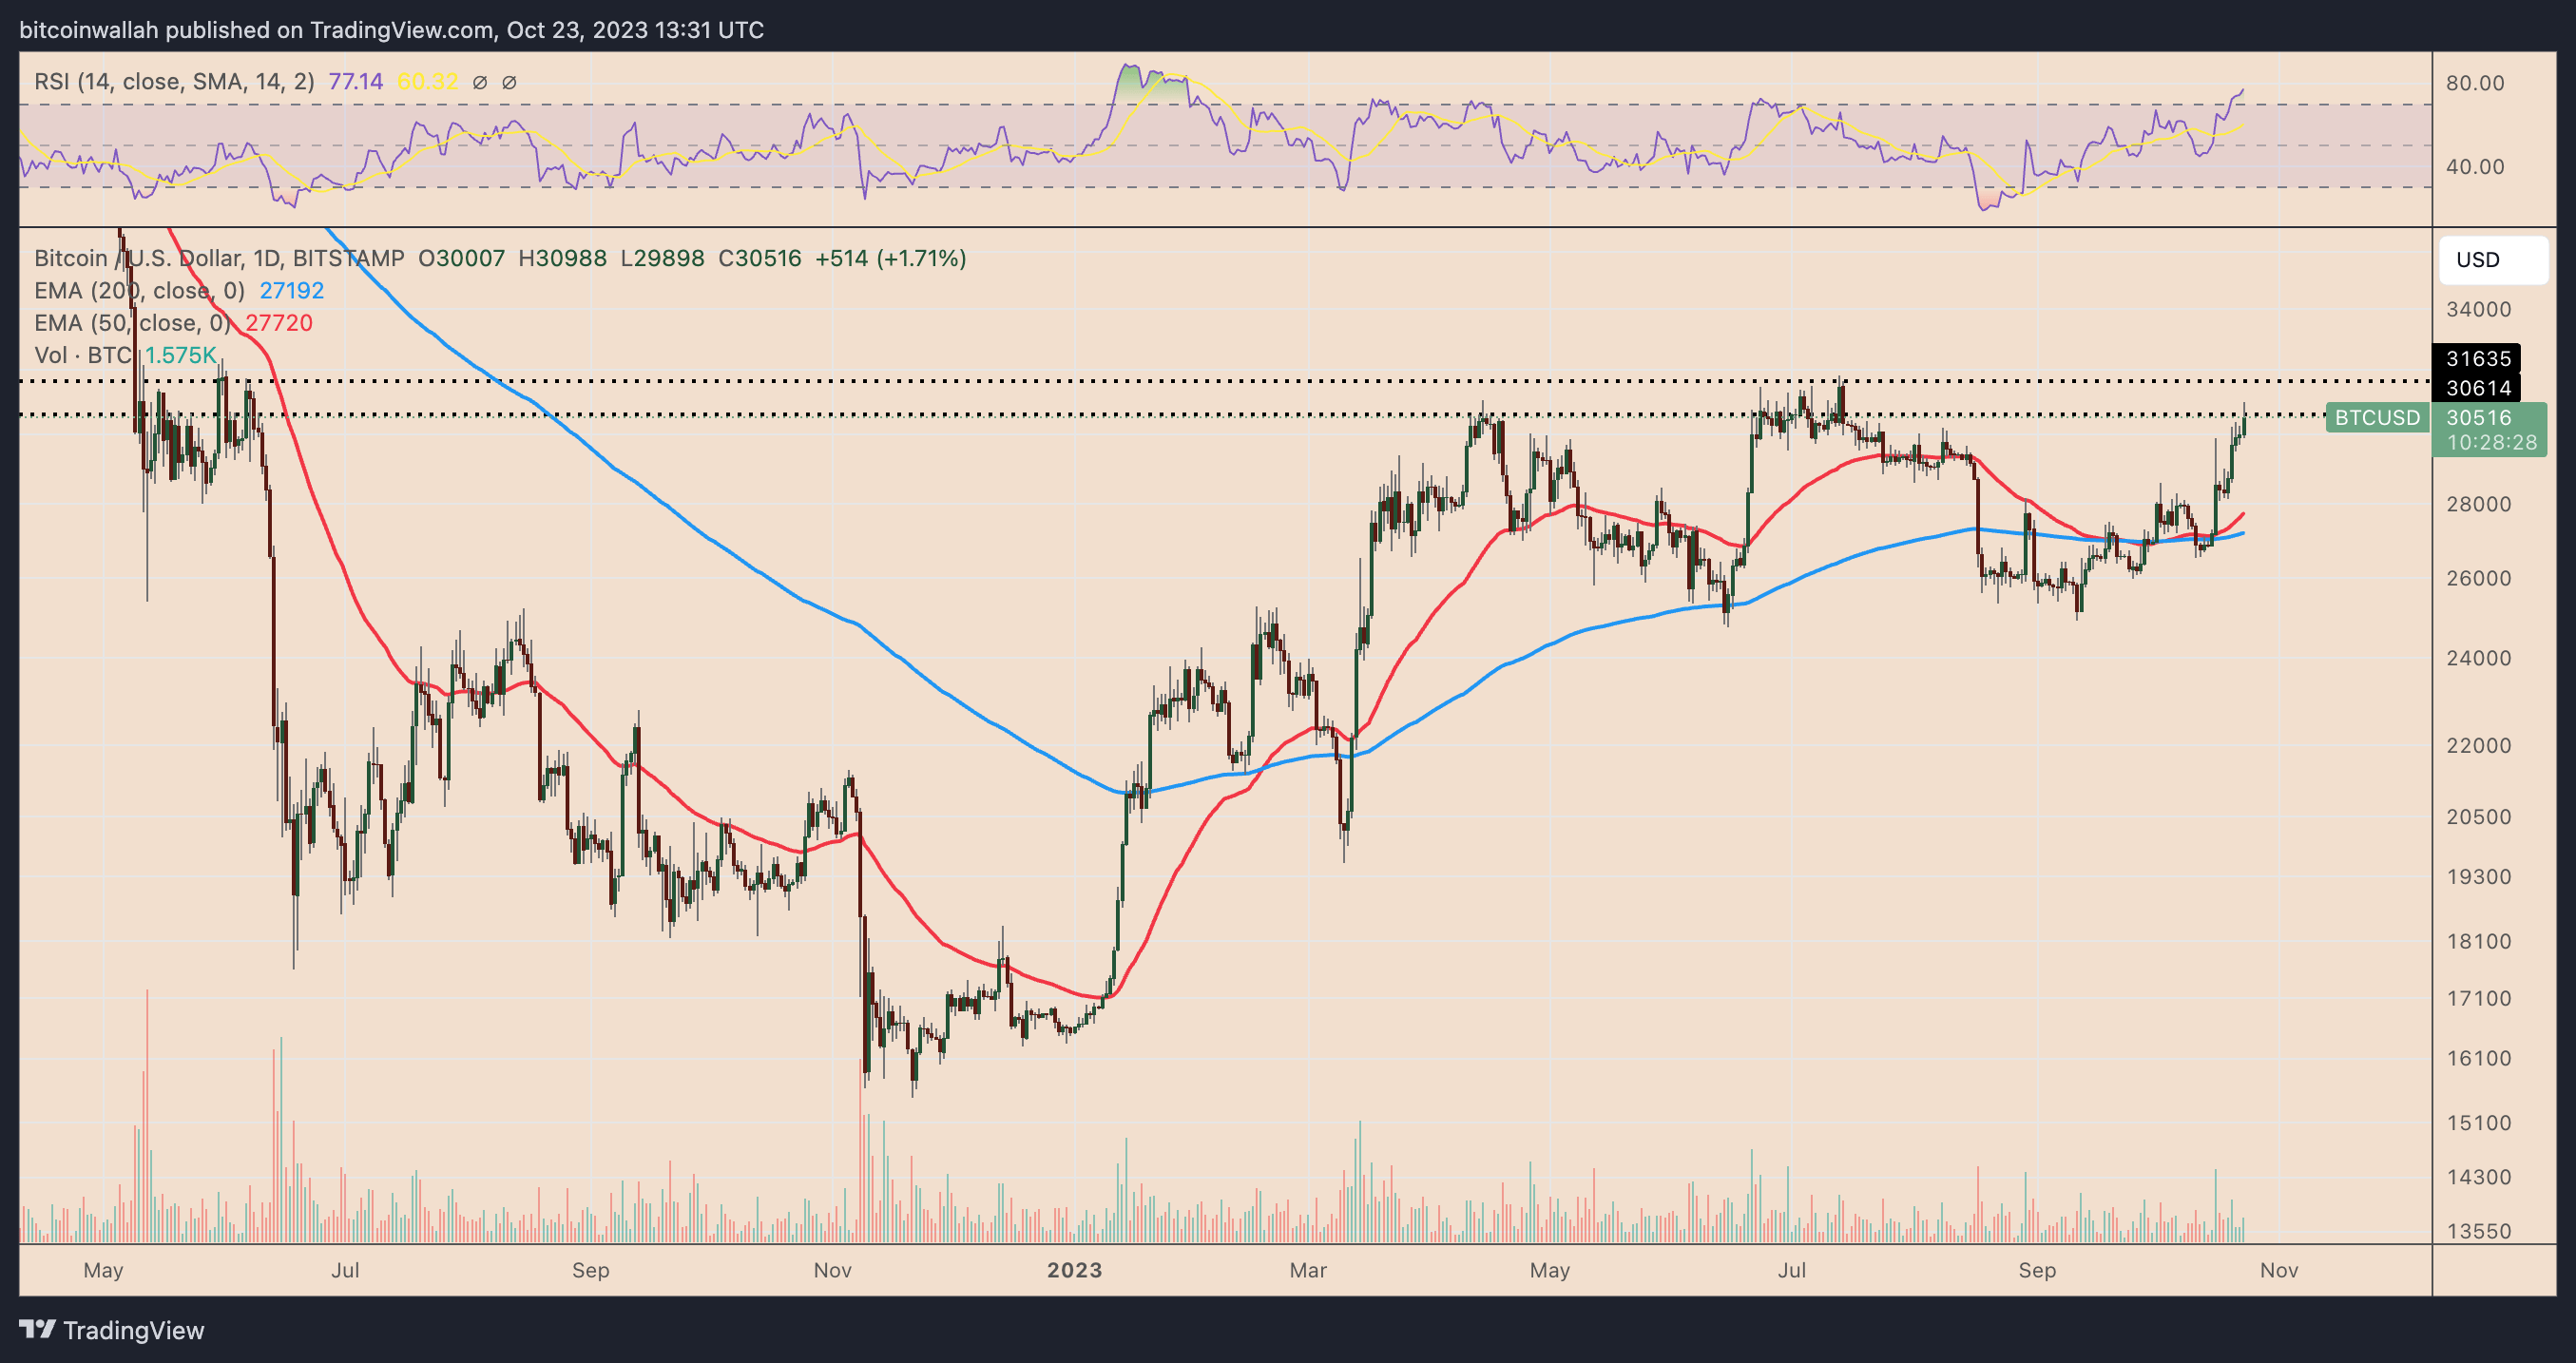 bitcoinwallah published on TradingView.com, Oct 23, 2023 13:31 UTC
RSI (14, close, SMA, 14, 2) 77.14 60.32 ∅ ∅
80.00
40.00
Bitcoin / U.S. Dollar, 1D, BITSTAMP O30007 H30988 L29898 C30516 +514 (+1.71%)
USD
EMA (200, close, 0) 27192
EMA (50, close, 0) 27720
Vol · BTC 1.575K
34000
31635
30614
BTCUSD 30516
10:28:28
28000
26000
24000
22000
20500
19300
18100
17100
16100
15100
14300
13550
May Jul Sep Nov 2023 Mar May Jul Sep Nov
TradingView